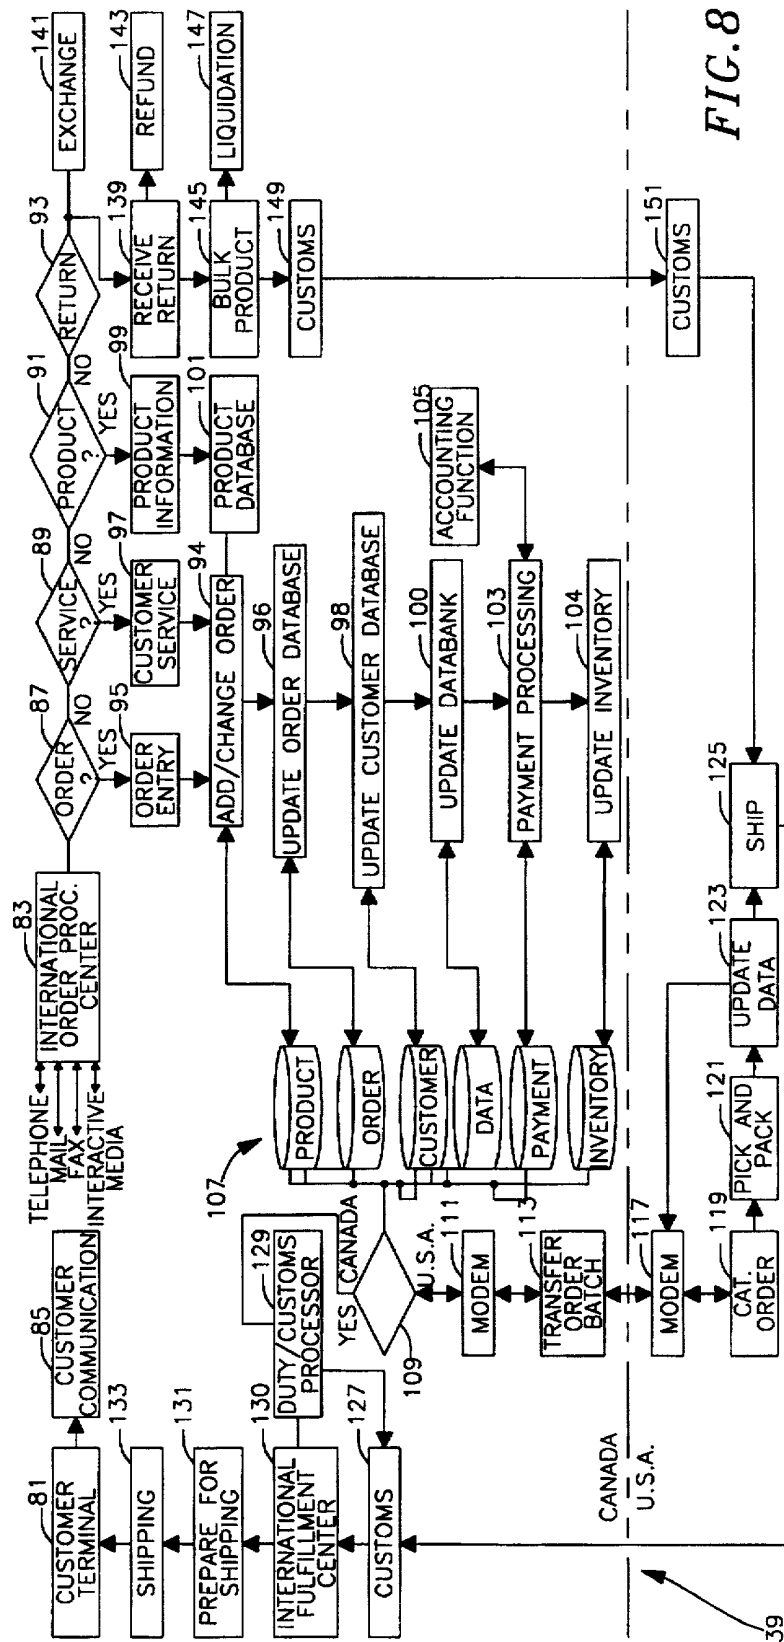 81
CUSTOMER
TERMINAL
85
CUSTOMER
COMMUNICATION
TELEPHONE
MAIL
FAX
INTERACTIVE
MEDIA
83
INTERNATIONAL
ORDER PROC.
CENTER
87
ORDER
?
NO
YES
89
SERVICE
?
NO
YES
91
PRODUCT
?
NO
YES
93
RETURN
141
EXCHANGE
133
SHIPPING
95
ORDER
ENTRY
97
CUSTOMER
SERVICE
99
PRODUCT
INFORMATION
139
RECEIVE
RETURN
143
REFUND
131
PREPARE FOR
SHIPPING
94
ADD/CHANGE ORDER
101
PRODUCT
DATABASE
145
BULK
PRODUCT
147
LIQUIDATION
130
INTERNATIONAL
FULFILLMENT
CENTER
129
DUTY/CUSTOMS
PROCESSOR
107
PRODUCT
96
UPDATE ORDER DATABASE
149
CUSTOMS
127
CUSTOMS
YES
CANADA
109
U.S.A.
ORDER
98
UPDATE CUSTOMER DATABASE
CUSTOMER
111
MODEM
DATA
100
UPDATE DATABANK
105
ACCOUNTING
FUNCTION
113
TRANSFER
ORDER
BATCH
PAYMENT
103
PAYMENT PROCESSING
INVENTORY
104
UPDATE INVENTORY
CANADA
U.S.A.
39
117
MODEM
151
CUSTOMS
119
CAT.
ORDER
121
PICK AND
PACK
123
UPDATE
DATA
125
SHIP
FIG.8